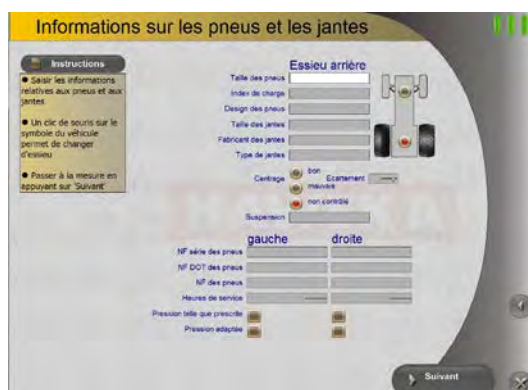 Informations sur les pneus et les jantes
Instructions
● Saisir les informations
relatives aux pneus et aux
jantes
● Un clic de souris sur le
symbole du véhicule
permet de changer
d'essieu
● Passer à la mesure en
appuyant sur 'Suivant'
Essieu arrière
Taille des pneus
Index de charge
Design des pneus
Taille des jantes
Fabricant des jantes
Type de jantes
Centrage
bon
mauvais
non contrôlé
Ecartement
Suspension
gauche droite
NF série des pneus
NF DOT des pneus
NF des pneus
Heures de service
Pression telle que prescrite
Pression adaptée
Suivant